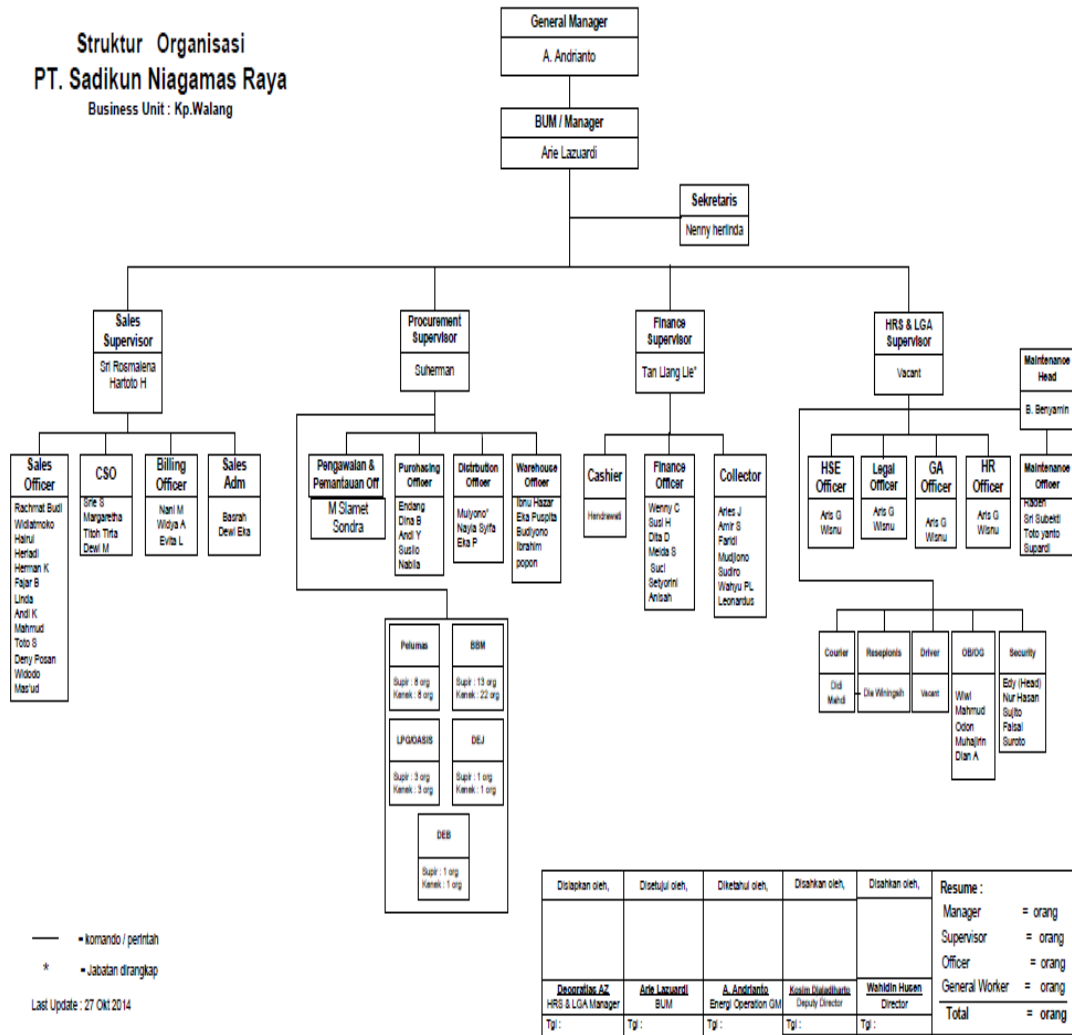 Struktur Organisasi
PT. Sadikun Niagamas Raya
Business Unit : Kp.Walang
General Manager
A. Andrianto
BUM / Manager
Arie Lazuardi
Sekretaris
Nenny herlinda
Sales
Supervisor
Sri Rosmalena
Hartoto H
Procurement
Supervisor
Suherman
Finance
Supervisor
Tan Liang Lie*
HRS & LGA
Supervisor
Vacant
Maintenance
Head
B. Benyamin
Sales
Officer
Rachmat Budi
Widiatmoko
Hairul
Heriadi
Herman K
Fajar B
Linda
Andi K
Mahmud
Toto S
Deny Posan
Widodo
Mas'ud
CSO
Srie S
Margaretha
Titoh Tirta
Dewi M
Billing
Officer
Nani M
Widya A
Evita L
Sales
Adm
Basrah
Dewi Eka
Pengawalan &
Pemantauan Off
M Slamet
Sondra
Purchasing
Officer
Endang
Dina B
Andi Y
Susilo
Nabila
Distrbution
Officer
Mulyono*
Nayla Syifa
Eka P
Warehouse
Officer
Ibnu Hazar
Eka Puspita
Budiyono
Ibrahim
popon
Cashier
Hendrawati
Finance
Officer
Wenny C
Susi H
Dita D
Melda S
Suci
Setyorini
Anisah
Collector
Aries J
Amir S
Faridi
Mudjiono
Sudiro
Wahyu PL
Leonardus
HSE
Officer
Aris G
Wisnu
Legal
Officer
Aris G
Wisnu
GA
Officer
Aris G
Wisnu
HR
Officer
Aris G
Wisnu
Maintenance
Officer
Raden
Sri Subekti
Toto yanto
Supardi
Pelumas
Supir : 8 org
Kenek : 8 org
BBM
Supir : 13 org
Kenek : 22 org
LPG/OASIS
Supir : 3 org
Kenek : 3 org
DEJ
Supir : 1 org
Kenek : 1 org
DEB
Supir : 1 org
Kenek : 1 org
Courier
Didi
Mahdi
Resepionis
Dia Winingsih
Driver
Vacant
OB/OG
Wiwi
Mahmud
Odon
Muhajirin
Dian A
Security
Edy (Head)
Nur Hasan
Sujito
Faisal
Suroto
= komando / perintah
* = Jabatan dirangkap
Last Update : 27 Okt 2014
Disiapkan oleh,
Deogratias AZ
HRS & LGA Manager
Tgl :
Disetujui oleh,
Arie Lazuardi
BUM
Tgl :
Diketahui oleh,
A. Andrianto
Energi Operation GM
Tgl :
Disahkan oleh,
Kosim Djajadiharto
Deputy Director
Tgl :
Disahkan oleh,
Wahidin Husen
Director
Tgl :
Resume :
Manager = orang
Supervisor = orang
Officer = orang
General Worker = orang
Total = orang